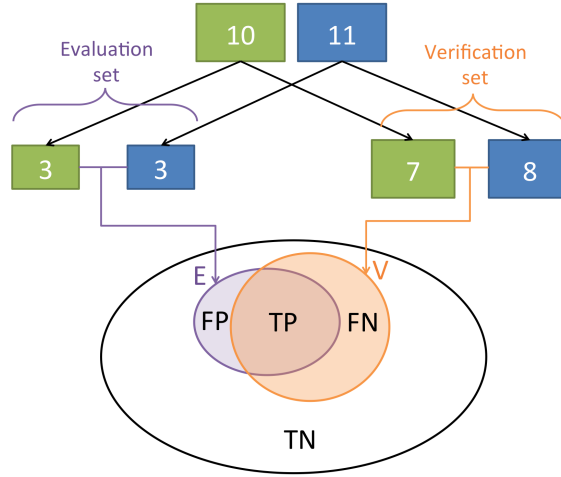 10
11
Evaluation
set
Verification
set
3
3
7
8
E
V
FP
TP
FN
TN